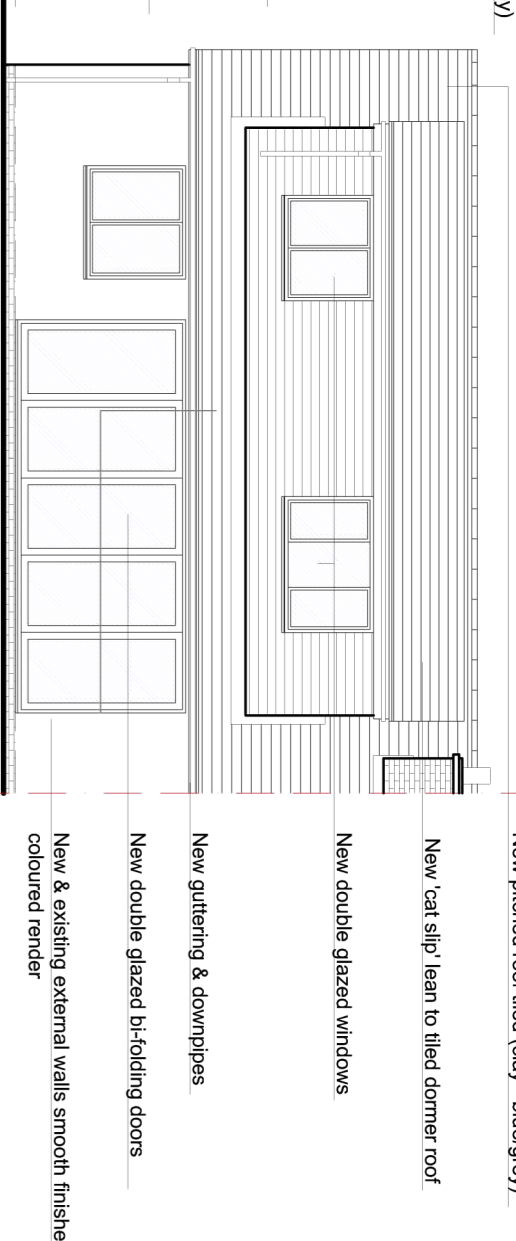 New 'cat slip' lean to tiled dormer roof
New double glazed windows
New guttering & downpipes
New double glazed bi-folding doors
New & existing external walls smooth finishe
coloured render